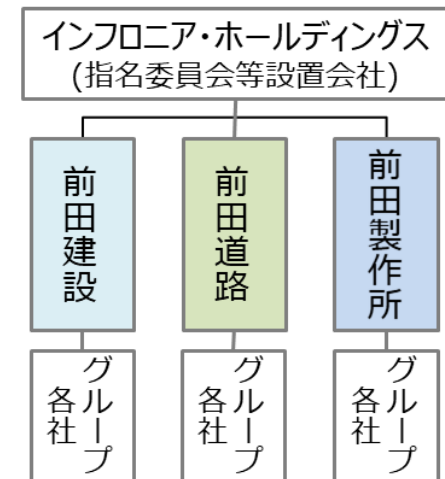 インフロニア・ホールディングス
(指名委員会等設置会社)
前田建設
前田道路
前田製作所
グループ
各社
グループ
各社
グループ
各社